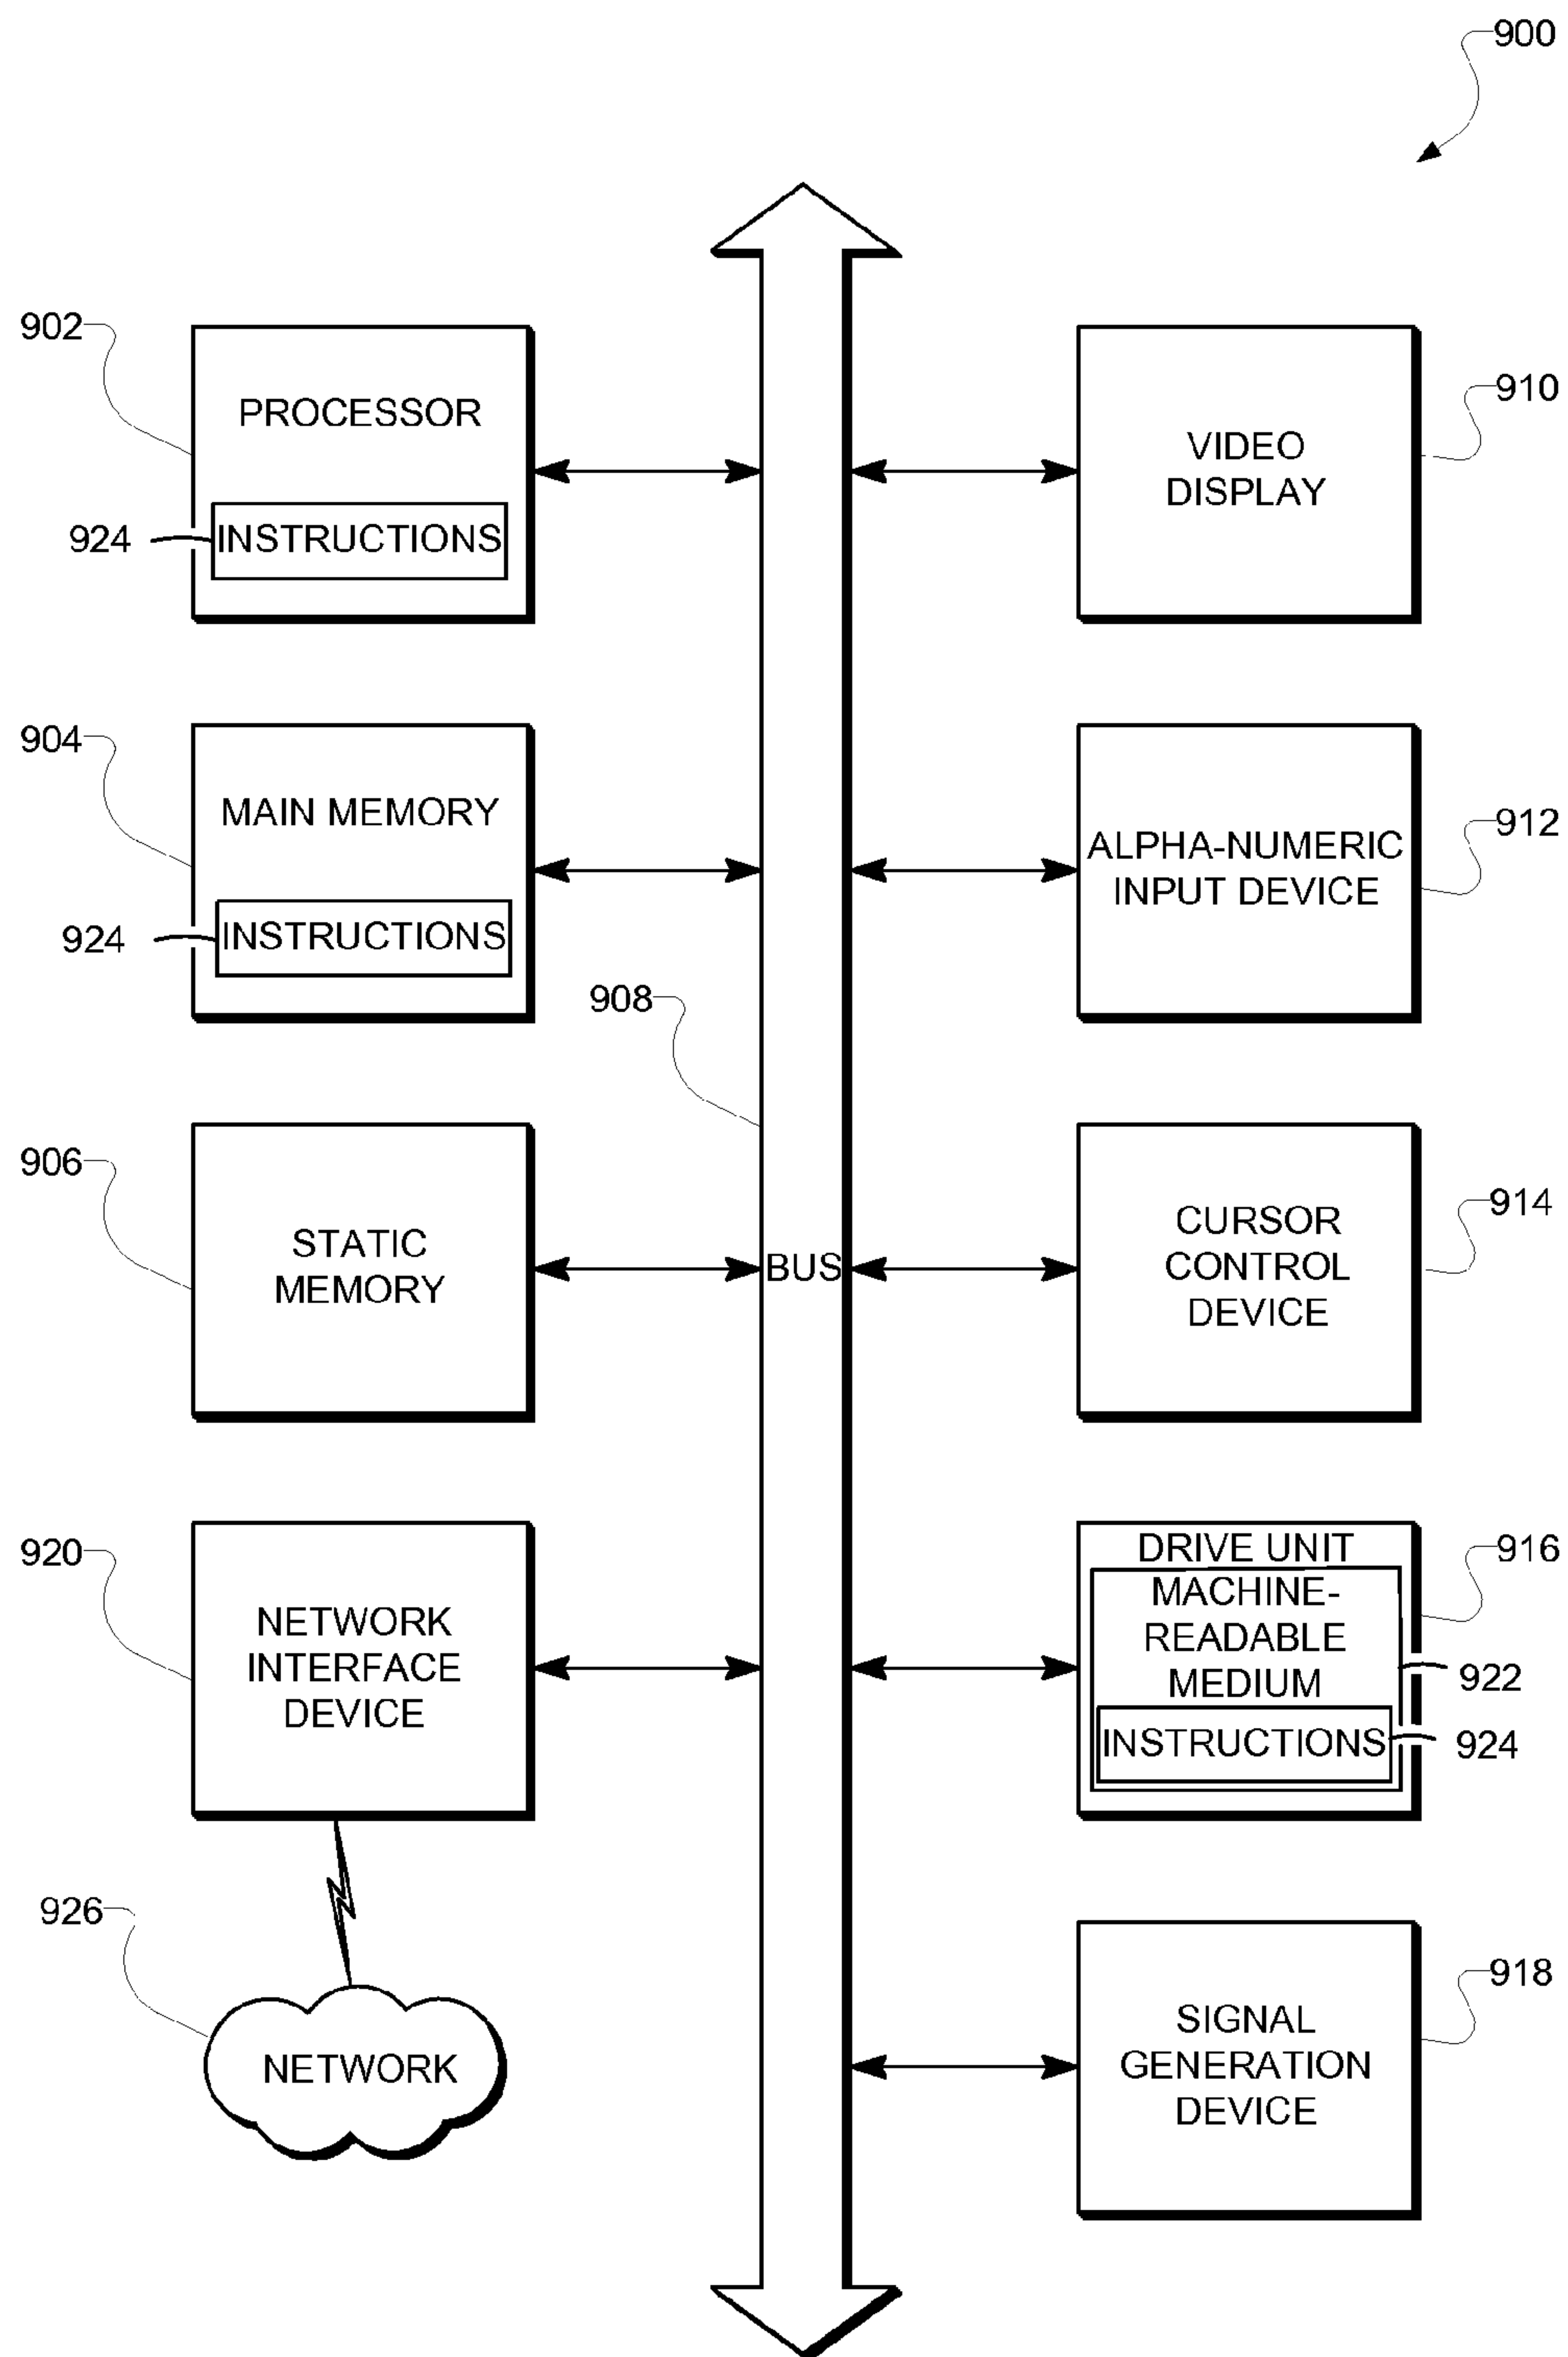 900
902
PROCESSOR
924
INSTRUCTIONS
910
VIDEO
DISPLAY
904
MAIN MEMORY
924
INSTRUCTIONS
912
ALPHA-NUMERIC
INPUT DEVICE
908
906
STATIC
MEMORY
BUS
914
CURSOR
CONTROL
DEVICE
920
NETWORK
INTERFACE
DEVICE
916
DRIVE UNIT
MACHINE-
READABLE
MEDIUM
922
INSTRUCTIONS
924
926
NETWORK
918
SIGNAL
GENERATION
DEVICE